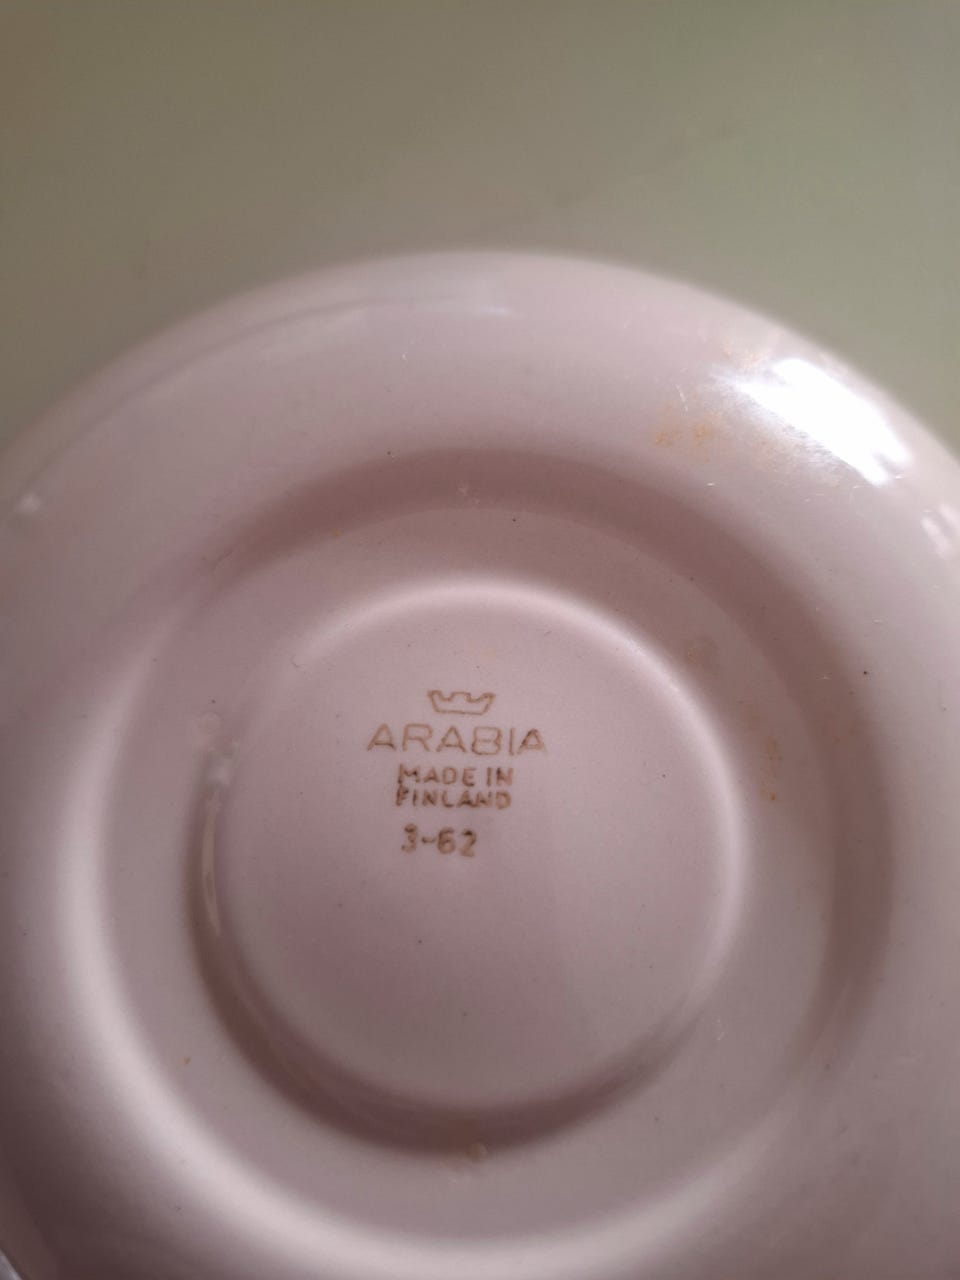 ARABIA
MADE IN
FINLAND
3-62